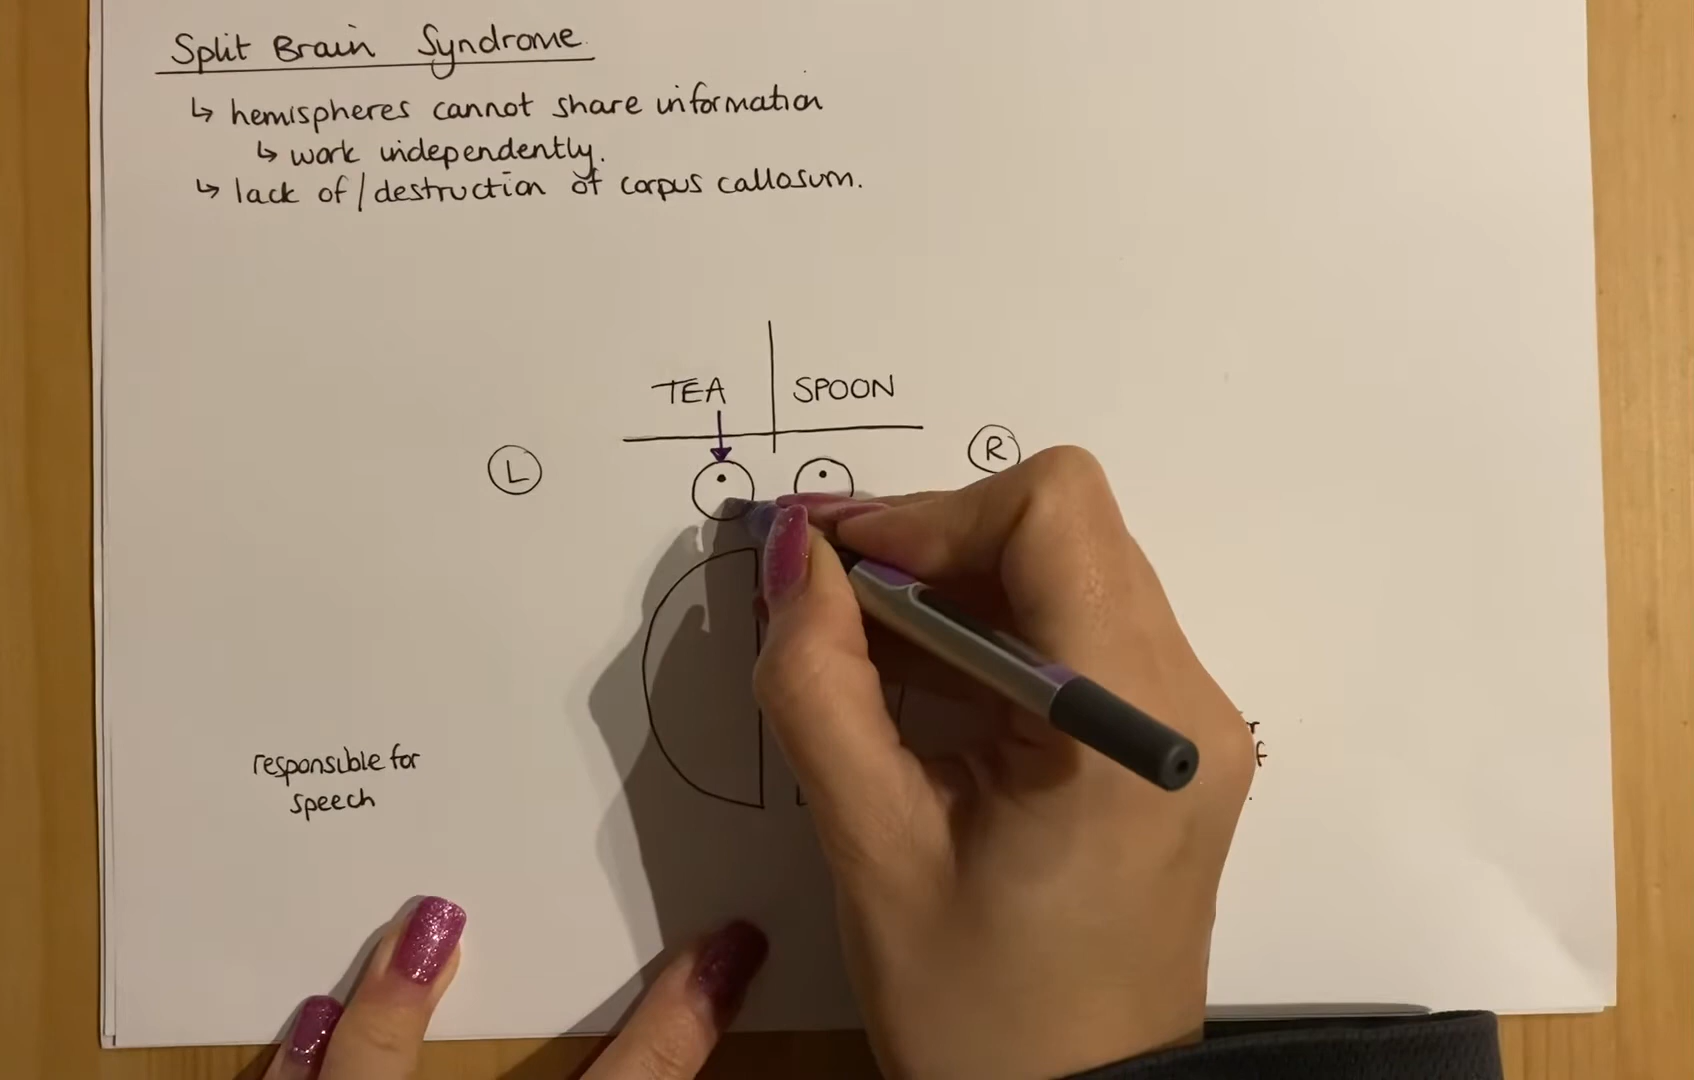 Split Brain Syndrome
↳ hemispheres cannot share information
↳ work independently.
↳ lack of / destruction of corpus callosum.
TEA SPOON
L R
responsible for
speech